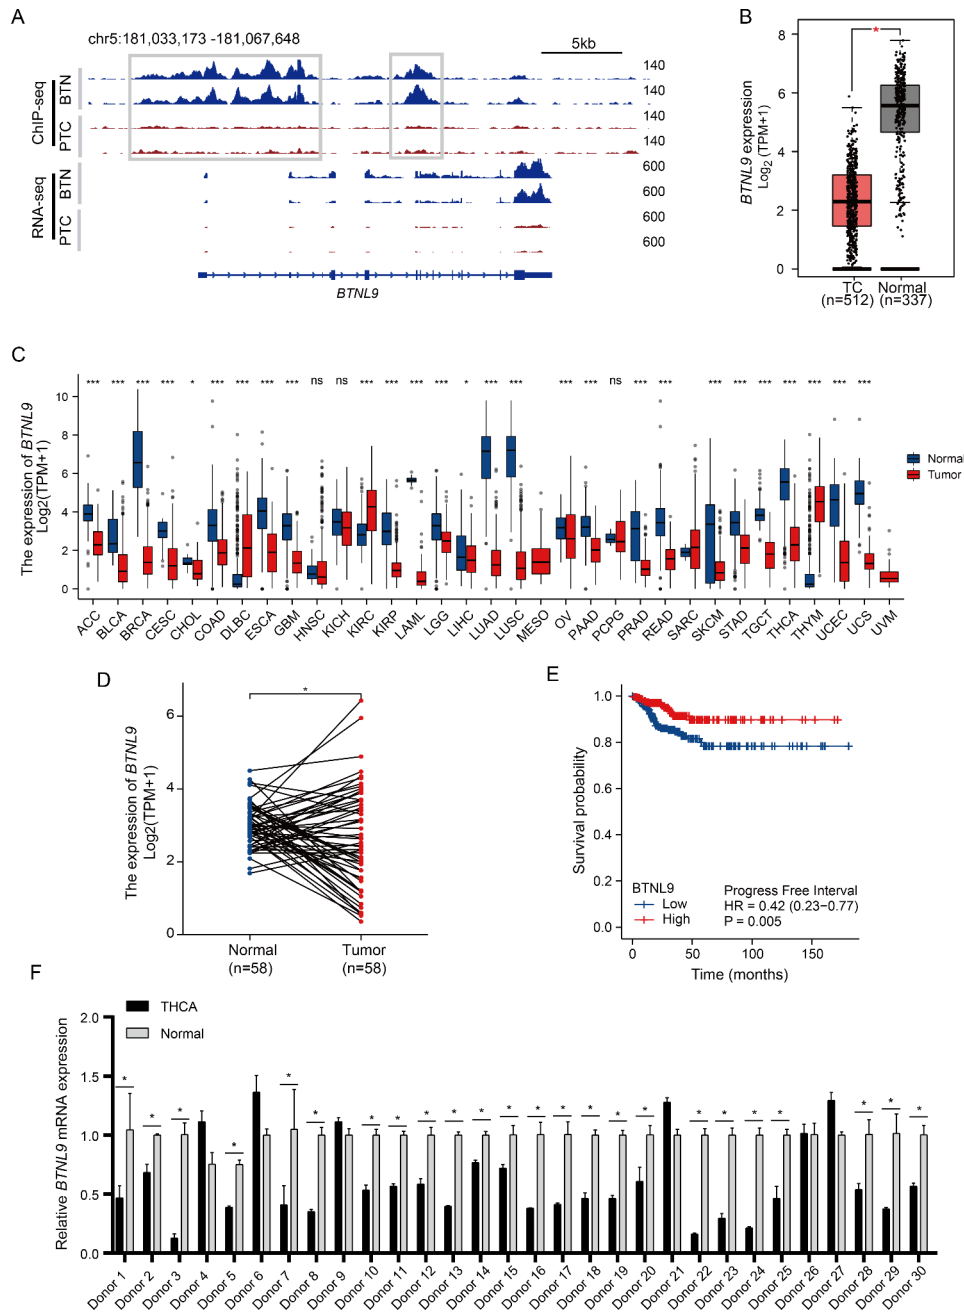 A
chr5:181,033,173 -181,067,648
5kb
ChIP-seq
BTN
PTC
140
140
140
140
RNA-seq
BTN
PTC
600
600
600
600
BTNL9
B
*
BTNL9 expression
Log2 (TPM+1)
8
6
4
2
0
TC
(n=512)
Normal
(n=337)
C
*** *** *** *** * *** *** *** *** ns ns *** *** *** *** * *** *** *** *** ns *** *** *** *** *** *** *** *** ***
The expression of BTNL9
Log2(TPM+1)
10
8
6
4
2
0
Normal
Tumor
ACC BLCA BRCA CESC CHOL COAD DLBC ESCA GBM HNSC KICH KIRC KIRP LAML LGG LIHC LUAD LUSC MESO OV PAAD PCPG PRAD READ SARC SKCM STAD TGCT THCA THYM UCEC UCS UVM
D
*
The expression of BTNL9
Log2(TPM+1)
6
4
2
0
Normal
(n=58)
Tumor
(n=58)
E
Survival probability
1.0
0.8
0.6
0.4
0.2
0.0
BTNL9
Low
High
Progress Free Interval
HR = 0.42 (0.23−0.77)
P = 0.005
0 50 100 150
Time (months)
F
THCA
Normal
Relative BTNL9 mRNA expression
2.0
1.5
1.0
0.5
0.0
* * * * * * * * * * * * * * * * * * * * * * * *
Donor 1 Donor 2 Donor 3 Donor 4 Donor 5 Donor 6 Donor 7 Donor 8 Donor 9 Donor 10 Donor 11 Donor 12 Donor 13 Donor 14 Donor 15 Donor 16 Donor 17 Donor 18 Donor 19 Donor 20 Donor 21 Donor 22 Donor 23 Donor 24 Donor 25 Donor 26 Donor 27 Donor 28 Donor 29 Donor 30